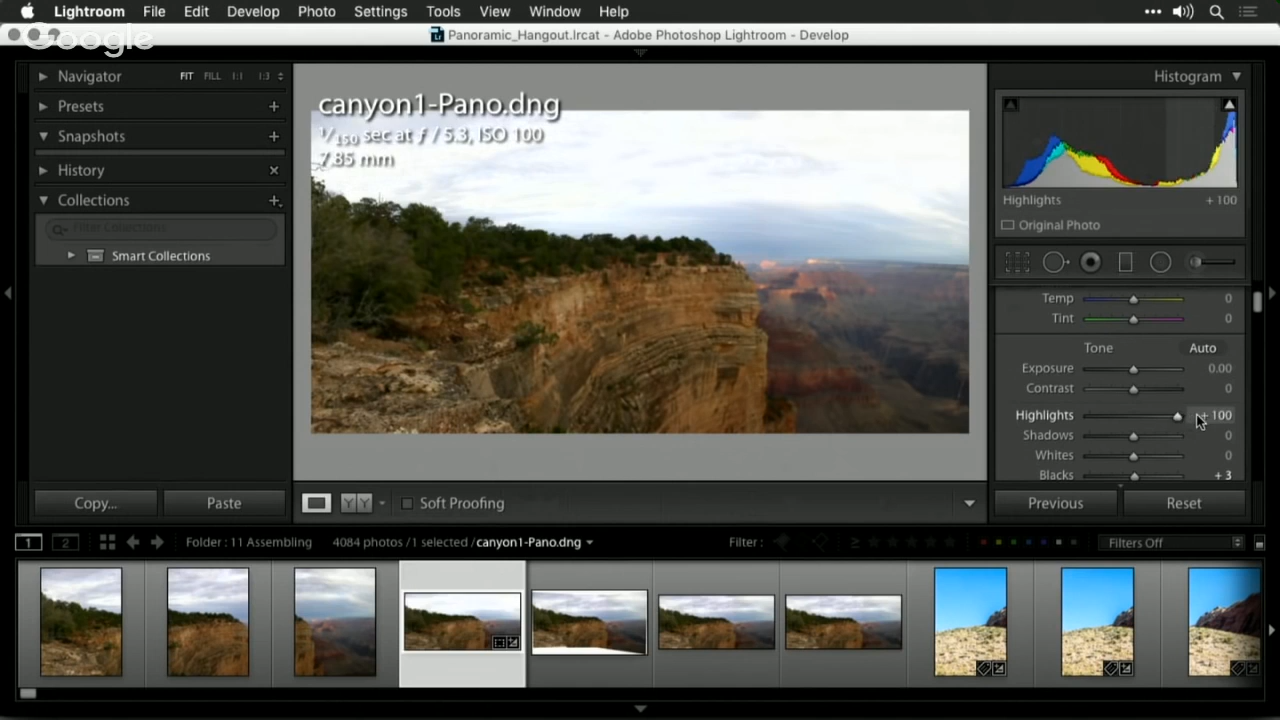 Lightroom File Edit Develop Photo Settings Tools View Window Help
Google
Panoramic_Hangout.lrcat - Adobe Photoshop Lightroom - Develop
Navigator FIT FILL 1:1 1:3
Presets
Snapshots
History
Collections
Filter Collections
Smart Collections
Copy... Paste
canyon1-Pano.dng
1/150 sec at ƒ / 5.3, ISO 100
7.85 mm
Soft Proofing
Histogram
Highlights + 100
Original Photo
Temp 0
Tint 0
Tone Auto
Exposure 0.00
Contrast 0
Highlights + 100
Shadows 0
Whites 0
Blacks + 3
Previous Reset
1 2 Folder : 11 Assembling 4084 photos / 1 selected / canyon1-Pano.dng Filter : ≥ Filters Off